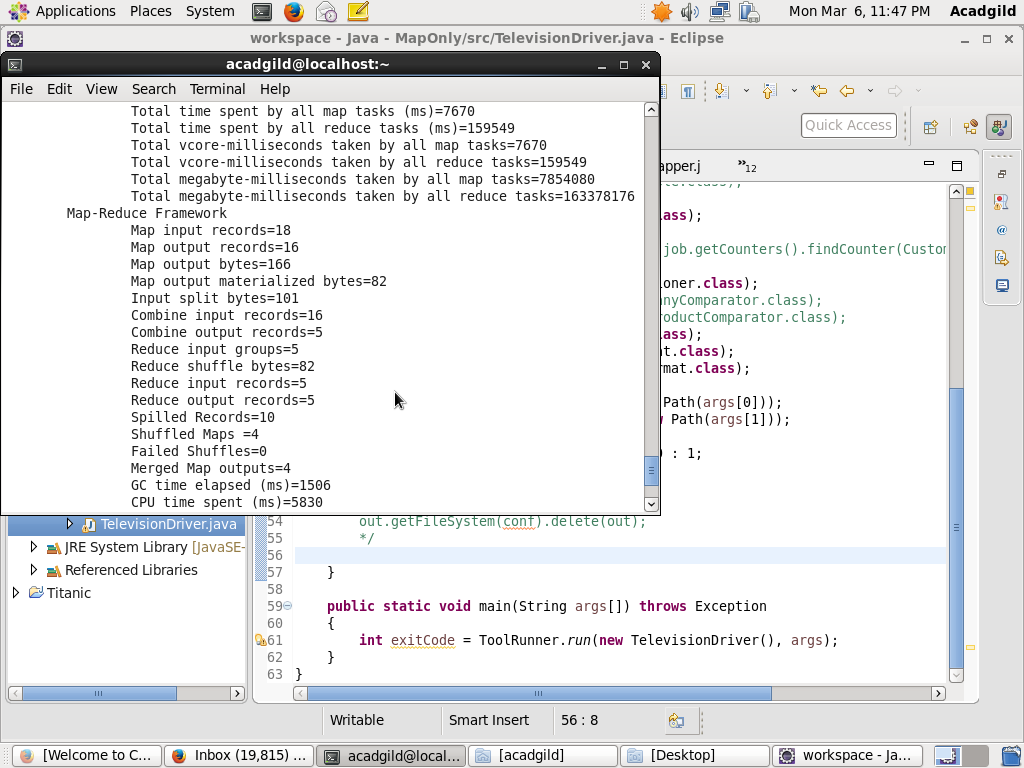 Applications Places System Mon Mar 6, 11:47 PM Acadgild
workspace - Java - MapOnly/src/TelevisionDriver.java - Eclipse
acadgild@localhost:~
File Edit View Search Terminal Help
Total time spent by all map tasks (ms)=7670
Total time spent by all reduce tasks (ms)=159549
Total vcore-milliseconds taken by all map tasks=7670
Total vcore-milliseconds taken by all reduce tasks=159549
Total megabyte-milliseconds taken by all map tasks=7854080
Total megabyte-milliseconds taken by all reduce tasks=163378176
Map-Reduce Framework
Map input records=18
Map output records=16
Map output bytes=166
Map output materialized bytes=82
Input split bytes=101
Combine input records=16
Combine output records=5
Reduce input groups=5
Reduce shuffle bytes=82
Reduce input records=5
Reduce output records=5
Spilled Records=10
Shuffled Maps =4
Failed Shuffles=0
Merged Map outputs=4
GC time elapsed (ms)=1506
CPU time spent (ms)=5830
Quick Access
apper.j »12
lass);
job.getCounters().findCounter(Custom
oner.class);
nyComparator.class);
oductComparator.class);
ass);
t.class);
rmat.class);
Path(args[0]));
Path(args[1]));
: 1;
TelevisionDriver.java
JRE System Library [JavaSE-
Referenced Libraries
Titanic
54 out.getFileSystem(conf).delete(out);
55 */
56
57 }
58
59 public static void main(String args[]) throws Exception
60 {
61 int exitCode = ToolRunner.run(new TelevisionDriver(), args);
62 }
63 }
Writable Smart Insert 56 : 8
[Welcome to C... Inbox (19,815) ... acadgild@local... [acadgild] [Desktop] workspace - Ja...